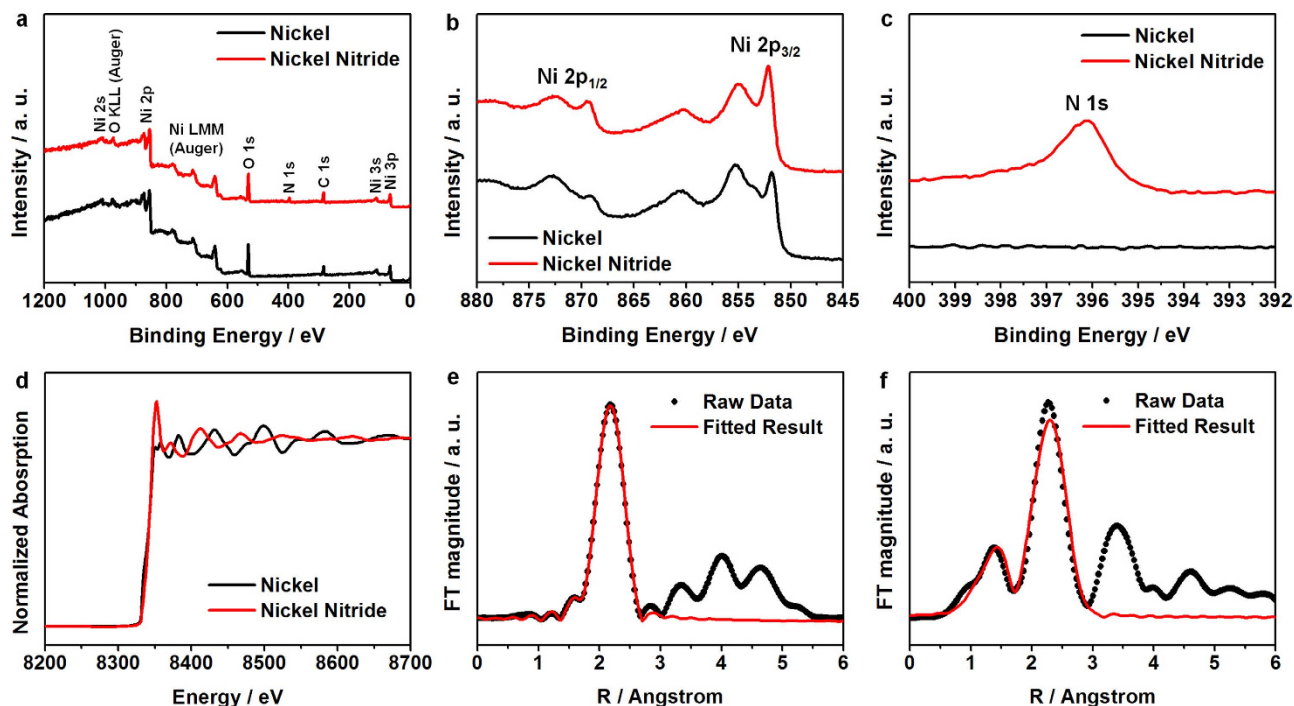 a
Nickel
Nickel Nitride
Ni 2s
O KLL (Auger)
Ni 2p
Ni LMM
(Auger)
O 1s
N 1s
C 1s
Ni 3s
Ni 3p
Intensity / a. u.
1200 1000 800 600 400 200 0
Binding Energy / eV
b
Ni 2p1/2
Ni 2p3/2
Nickel
Nickel Nitride
Intensity / a. u.
880 875 870 865 860 855 850 845
Binding Energy / eV
c
Nickel
Nickel Nitride
N 1s
Intensity / a. u.
400 399 398 397 396 395 394 393 392
Binding Energy / eV
d
Nickel
Nickel Nitride
Normalized Abosrption
8200 8300 8400 8500 8600 8700
Energy / eV
e
Raw Data
Fitted Result
FT magnitude / a. u.
0 1 2 3 4 5 6
R / Angstrom
f
Raw Data
Fitted Result
FT magnitude / a. u.
0 1 2 3 4 5 6
R / Angstrom